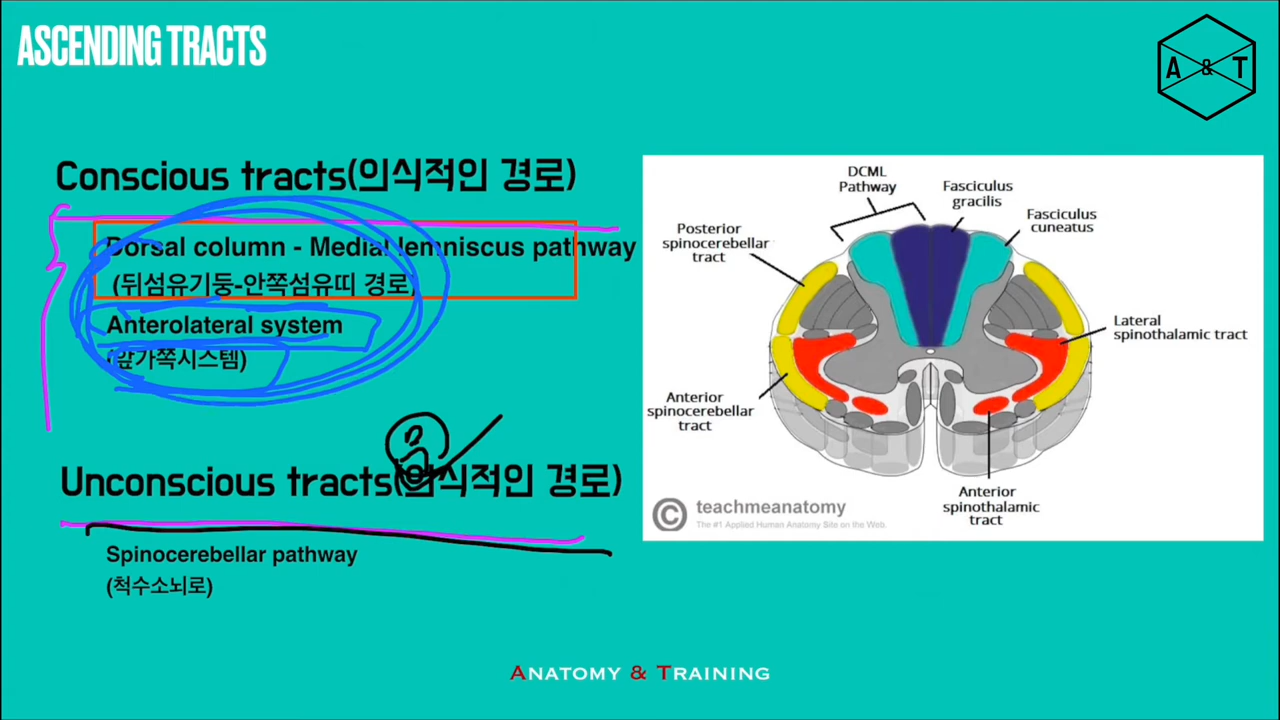 ASCENDING TRACTS
A & T
Conscious tracts(의식적인 경로)
Dorsal column - Medial lemniscus pathway
(뒤섬유기둥-안쪽섬유띠 경로)
Anterolateral system
(앞가쪽시스템)
Unconscious tracts(의식적인 경로)
Spinocerebellar pathway
(척수소뇌로)
DCML
Pathway
Fasciculus
gracilis
Fasciculus
cuneatus
Posterior
spinocerebellar
tract
Lateral
spinothalamic tract
Anterior
spinocerebellar
tract
Anterior
spinothalamic
tract
© teachmeanatomy
The #1 Applied Human Anatomy Site on the Web.
ANATOMY & TRAINING